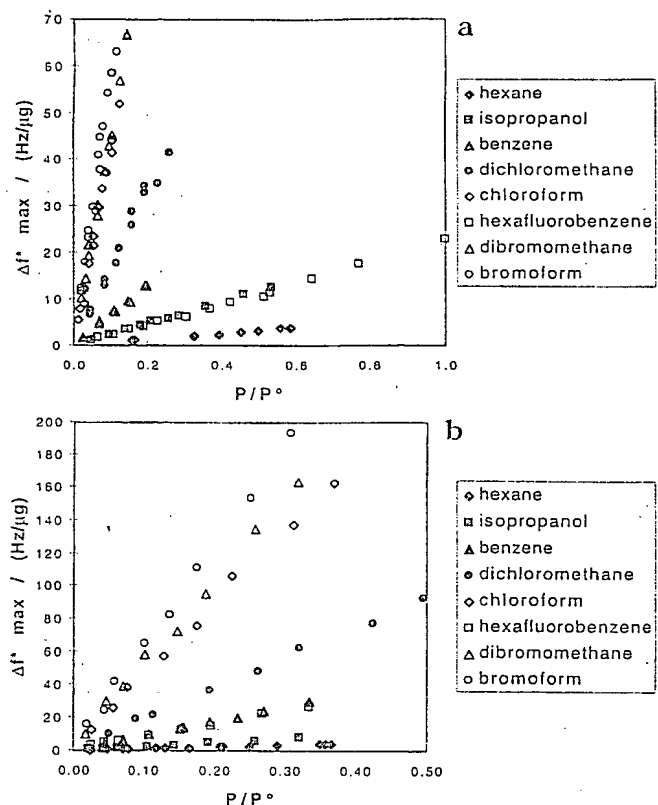 a
70
60
50
40
30
20
10
0
Δf* max / (Hz/μg)
0.0 0.2 0.4 0.6 0.8 1.0
P/P°
hexane
isopropanol
benzene
dichloromethane
chloroform
hexafluorobenzene
dibromomethane
bromoform
b
200
180
160
140
120
100
80
60
40
20
0
Δf* max / (Hz/μg)
0.00 0.10 0.20 0.30 0.40 0.50
P/P°
hexane
isopropanol
benzene
dichloromethane
chloroform
hexafluorobenzene
dibromomethane
bromoform